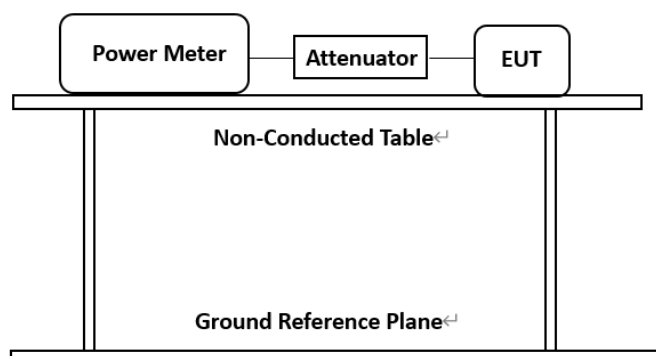 Power Meter
Attenuator
EUT
Non-Conducted Table↵
Ground Reference Plane↵